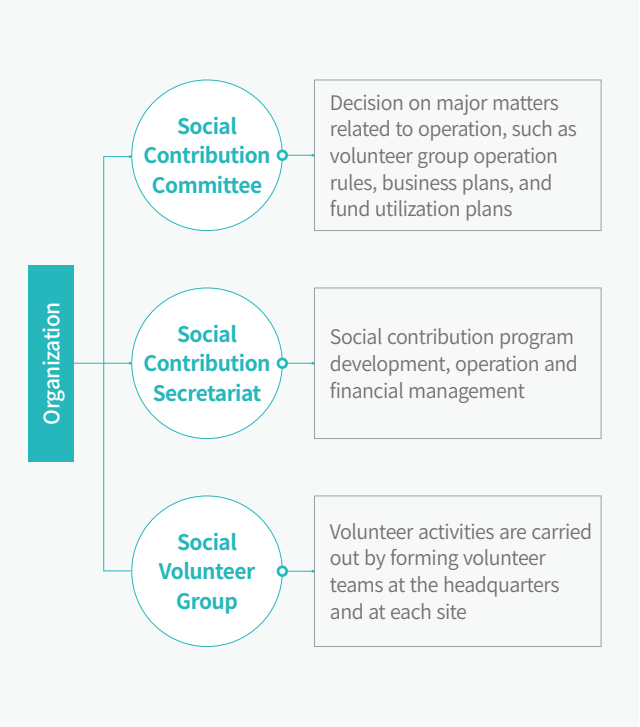 Organization
Social
Contribution
Committee
Decision on major matters
related to operation, such as
volunteer group operation
rules, business plans, and
fund utilization plans
Social
Contribution
Secretariat
Social contribution program
development, operation and
financial management
Social
Volunteer
Group
Volunteer activities are carried
out by forming volunteer
teams at the headquarters
and at each site